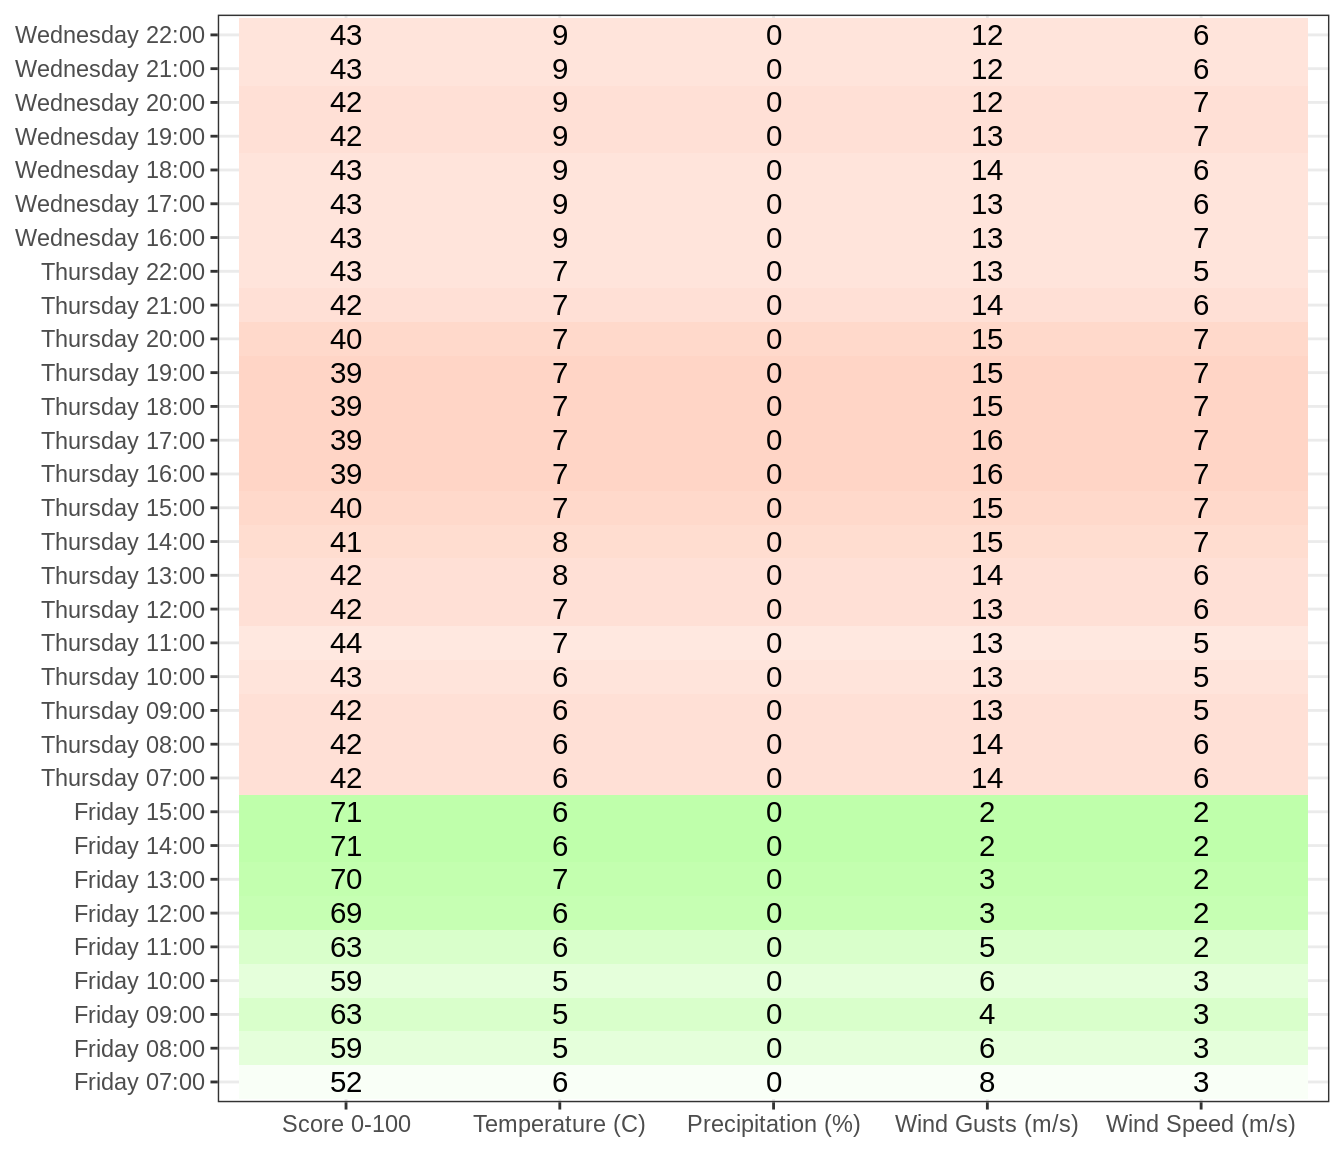 Wednesday 22:00 43 9 0 12 6
Wednesday 21:00 43 9 0 12 6
Wednesday 20:00 42 9 0 12 7
Wednesday 19:00 42 9 0 13 7
Wednesday 18:00 43 9 0 14 6
Wednesday 17:00 43 9 0 13 6
Wednesday 16:00 43 9 0 13 7
Thursday 22:00 43 7 0 13 5
Thursday 21:00 42 7 0 14 6
Thursday 20:00 40 7 0 15 7
Thursday 19:00 39 7 0 15 7
Thursday 18:00 39 7 0 15 7
Thursday 17:00 39 7 0 16 7
Thursday 16:00 39 7 0 16 7
Thursday 15:00 40 7 0 15 7
Thursday 14:00 41 8 0 15 7
Thursday 13:00 42 8 0 14 6
Thursday 12:00 42 7 0 13 6
Thursday 11:00 44 7 0 13 5
Thursday 10:00 43 6 0 13 5
Thursday 09:00 42 6 0 13 5
Thursday 08:00 42 6 0 14 6
Thursday 07:00 42 6 0 14 6
Friday 15:00 71 6 0 2 2
Friday 14:00 71 6 0 2 2
Friday 13:00 70 7 0 3 2
Friday 12:00 69 6 0 3 2
Friday 11:00 63 6 0 5 2
Friday 10:00 59 5 0 6 3
Friday 09:00 63 5 0 4 3
Friday 08:00 59 5 0 6 3
Friday 07:00 52 6 0 8 3
Score 0-100 Temperature (C) Precipitation (%) Wind Gusts (m/s) Wind Speed (m/s)